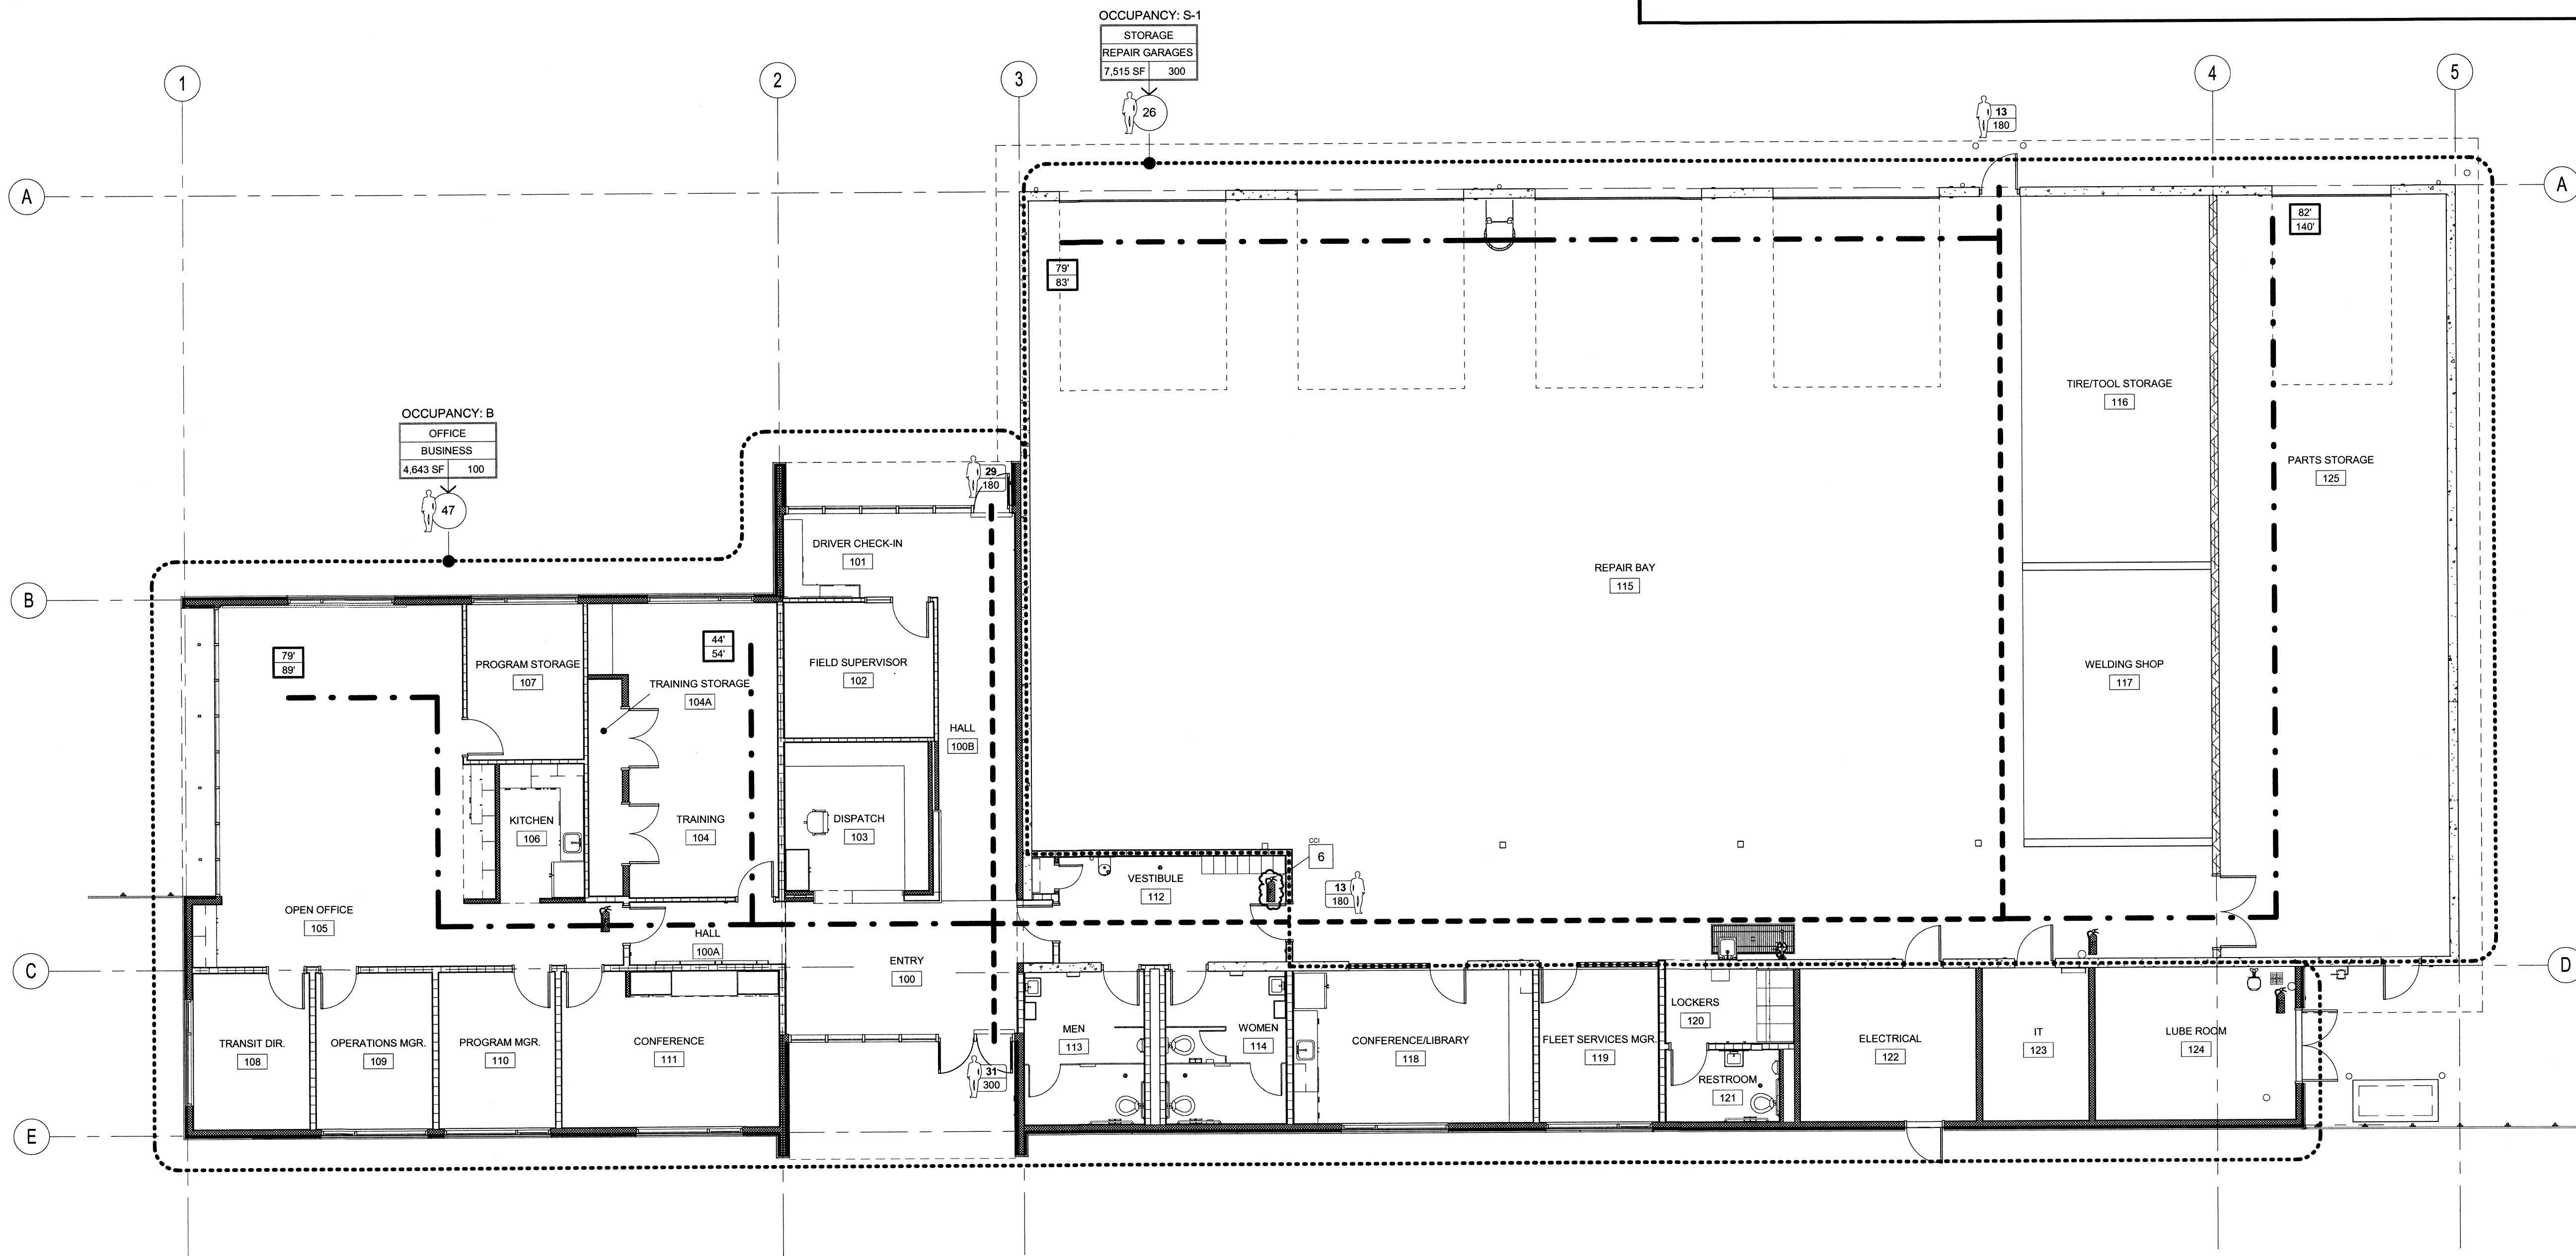 OCCUPANCY: S-1
STORAGE
REPAIR GARAGES
7,515 SF 300
26
1
2
3
4
5
13
180
A
A
82'
140'
79'
83'
TIRE/TOOL STORAGE
116
OCCUPANCY: B
OFFICE
BUSINESS
4,643 SF 100
47
29
180
PARTS STORAGE
125
DRIVER CHECK-IN
101
REPAIR BAY
115
B
44'
54'
79'
89'
PROGRAM STORAGE
107
FIELD SUPERVISOR
102
WELDING SHOP
117
TRAINING STORAGE
104A
HALL
100B
KITCHEN
106
TRAINING
104
DISPATCH
103
CCI
6
VESTIBULE
112
13
180
OPEN OFFICE
105
HALL
100A
ENTRY
100
C
D
LOCKERS
120
MEN
113
WOMEN
114
TRANSIT DIR.
108
OPERATIONS MGR.
109
PROGRAM MGR.
110
CONFERENCE
111
CONFERENCE/LIBRARY
118
FLEET SERVICES MGR.
119
ELECTRICAL
122
IT
123
LUBE ROOM
124
31
300
RESTROOM
121
E